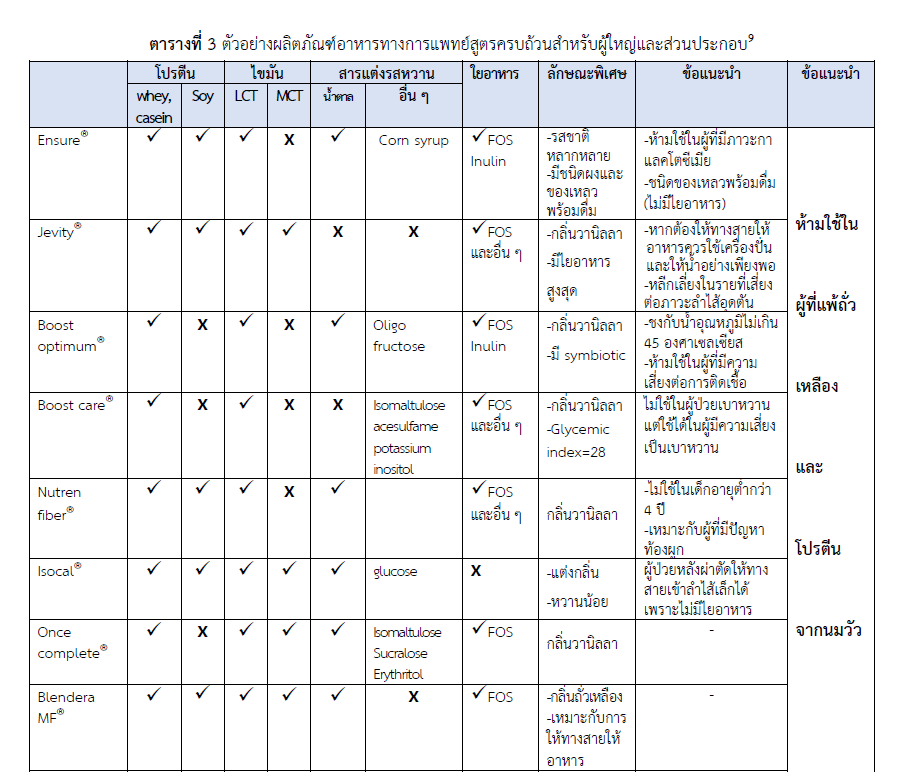 ตารางที่ 3 ตัวอย่างผลิตภัณฑ์อาหารทางการแพทย์สูตรครบถ้วนสำหรับผู้ใหญ่และส่วนประกอบ⁹
โปรตีน ไขมัน สารแต่งรสหวาน ใยอาหาร ลักษณะพิเศษ ข้อแนะนำ ข้อแนะนำ
whey, casein Soy LCT MCT น้ำตาล อื่น ๆ
Ensure® ✓ ✓ ✓ X ✓ Corn syrup ✓FOS
Inulin
-รสชาติ
หลากหลาย
-มีชนิดผงและ
ของเหลว
พร้อมดื่ม
-ห้ามใช้ในผู้ที่มีภาวะกา
แลคโตซีเมีย
-ชนิดของเหลวพร้อมดื่ม
(ไม่มีใยอาหาร)
Jevity® ✓ ✓ ✓ ✓ X X ✓FOS
และอื่น ๆ
-กลิ่นวานิลลา
-มีใยอาหาร
สูงสุด
-หากต้องให้ทางสายให้
อาหารควรใช้เครื่องปั่น
และให้น้ำอย่างเพียงพอ
-หลีกเลี่ยงในรายที่เสี่ยง
ต่อภาวะลำไส้อุดตัน
Boost
optimum®
✓ X ✓ X ✓ Oligo
fructose
✓FOS
Inulin
-กลิ่นวานิลลา
-มี symbiotic
-ชงกับน้ำอุณหภูมิไม่เกิน
45 องศาเซลเซียส
-ห้ามใช้ในผู้ที่มีความ
เสี่ยงต่อการติดเชื้อ
Boost care® ✓ X ✓ X X Isomaltulose
acesulfame
potassium
inositol
✓FOS
และอื่น ๆ
-กลิ่นวานิลลา
-Glycemic
index=28
ไม่ใช้ในผู้ป่วยเบาหวาน
แต่ใช้ได้ในผู้มีความเสี่ยง
เป็นเบาหวาน
Nutren
fiber®
✓ ✓ ✓ X ✓ ✓FOS
และอื่น ๆ
กลิ่นวานิลลา
-ไม่ใช้ในเด็กอายุต่ำกว่า
4 ปี
-เหมาะกับผู้ที่มีปัญหา
ท้องผูก
Isocal® ✓ ✓ ✓ ✓ ✓ glucose X
-แต่งกลิ่น
-หวานน้อย
ผู้ป่วยหลังผ่าตัดให้ทาง
สายเข้าลำไส้เล็กได้
เพราะไม่มีใยอาหาร
Once
complete®
✓ X ✓ ✓ ✓ Isomaltulose
Sucralose
Erythritol
✓FOS
กลิ่นวานิลลา
-
Blendera
MF®
✓ ✓ ✓ ✓ ✓ X ✓FOS
-กลิ่นถั่วเหลือง
-เหมาะกับการ
ให้ทางสายให้
อาหาร
-
ห้ามใช้ใน
ผู้ที่แพ้ถั่ว
เหลือง
และ
โปรตีน
จากนมวัว